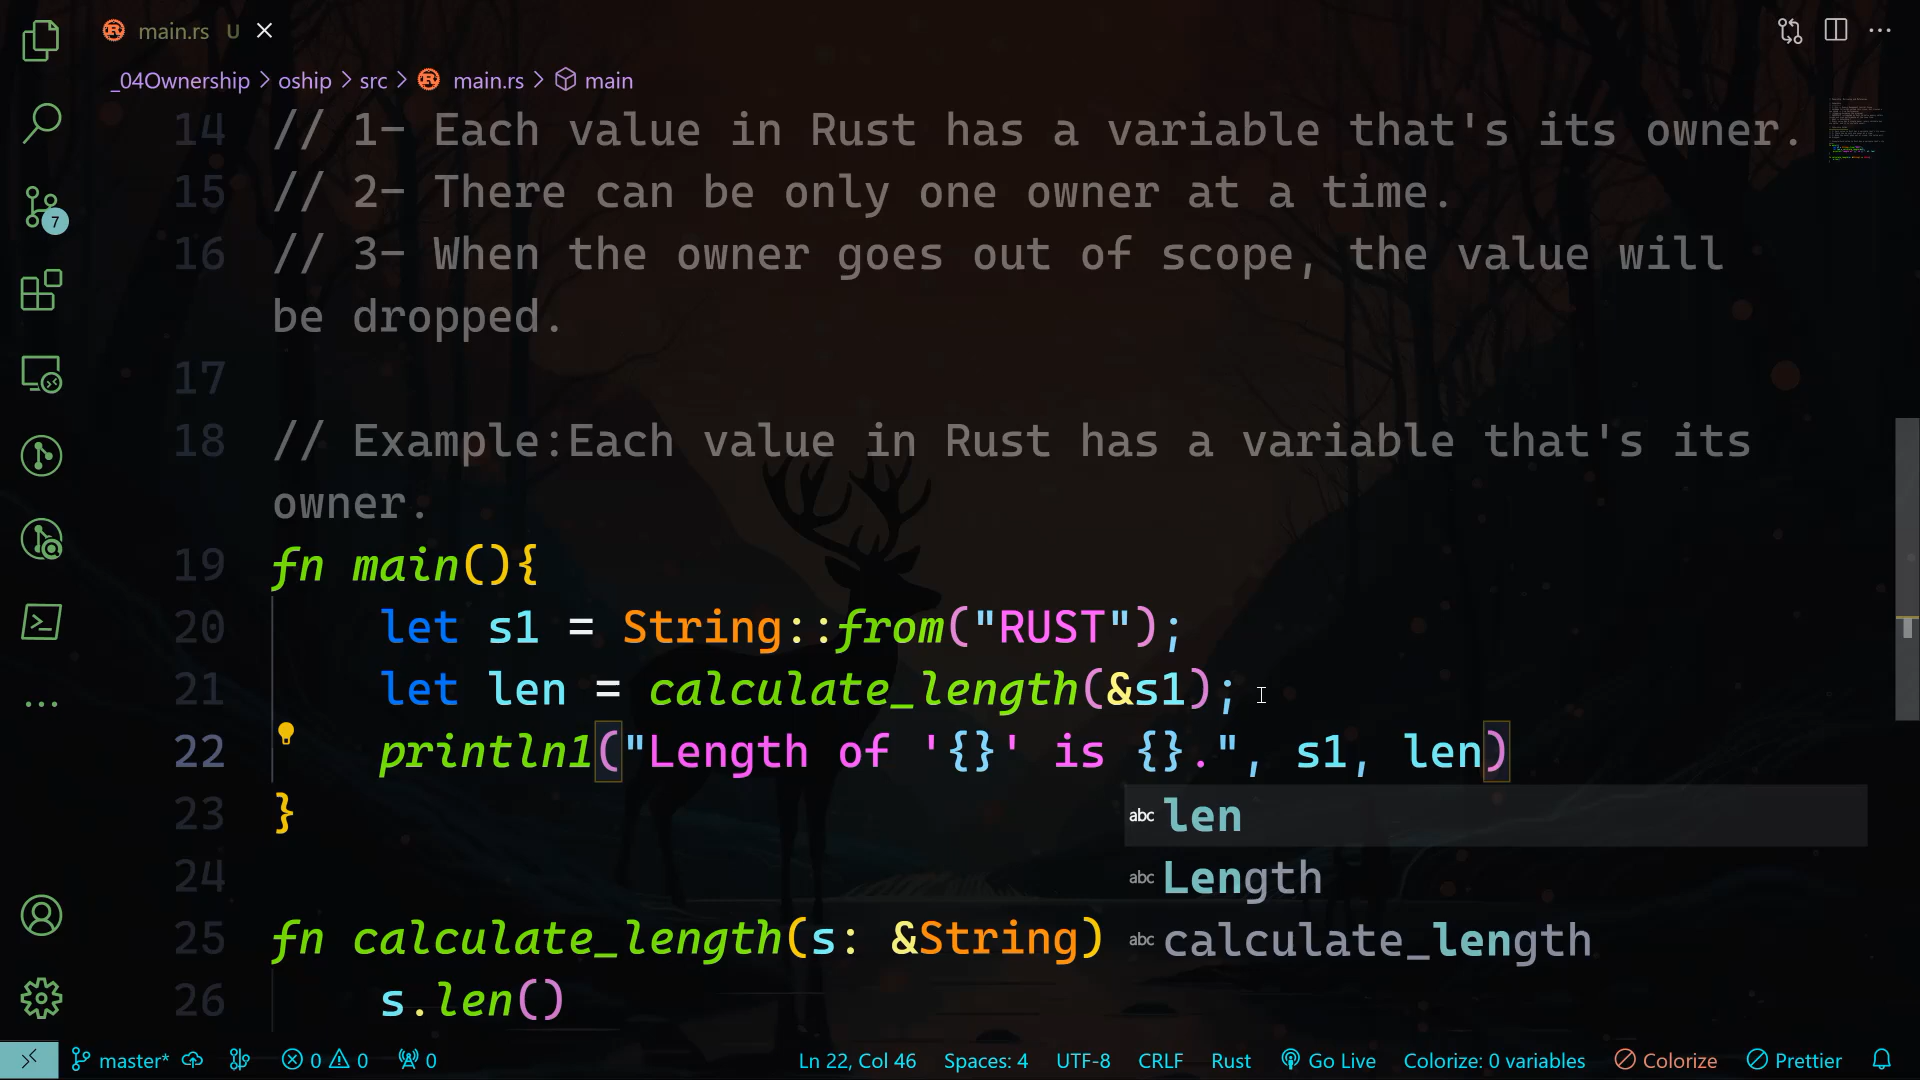 main.rs U
_04Ownership > oship > src > main.rs > main
14 // 1- Each value in Rust has a variable that's its owner.
15 // 2- There can be only one owner at a time.
16 // 3- When the owner goes out of scope, the value will
be dropped.
17
18 // Example:Each value in Rust has a variable that's its
owner.
19 fn main(){
20 let s1 = String::from("RUST");
21 let len = calculate_length(&s1);
22 println1("Length of '{}' is {}.", s1, len)
23 }
abc len
24
abc Length
25 fn calculate_length(s: &String)
abc calculate_length
26 s.len()
7
master* 0 0 0 Ln 22, Col 46 Spaces: 4 UTF-8 CRLF Rust Go Live Colorize: 0 variables Colorize Prettier